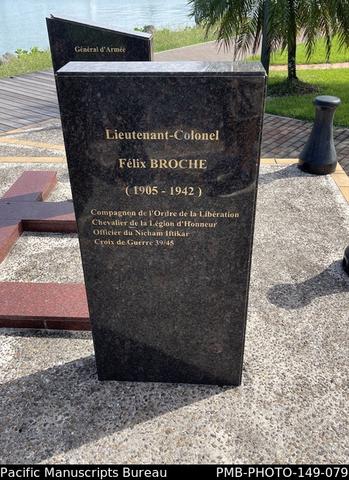 Général d'Armée
Lieutenant-Colonel
Félix BROCHE
( 1905 - 1942 )
Compagnon de l'Ordre de la Libération
Chevalier de la Légion d'Honneur
Officier du Nicham Iftikar
Croix de Guerre 39/45
Pacific Manuscripts Bureau
PMB-PHOTO-149-079